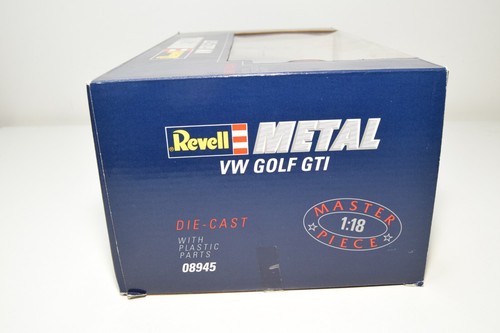 Revell METAL
VW GOLF GTI
DIE-CAST
WITH
PLASTIC
PARTS
08945
MASTER
1:18
PIECE